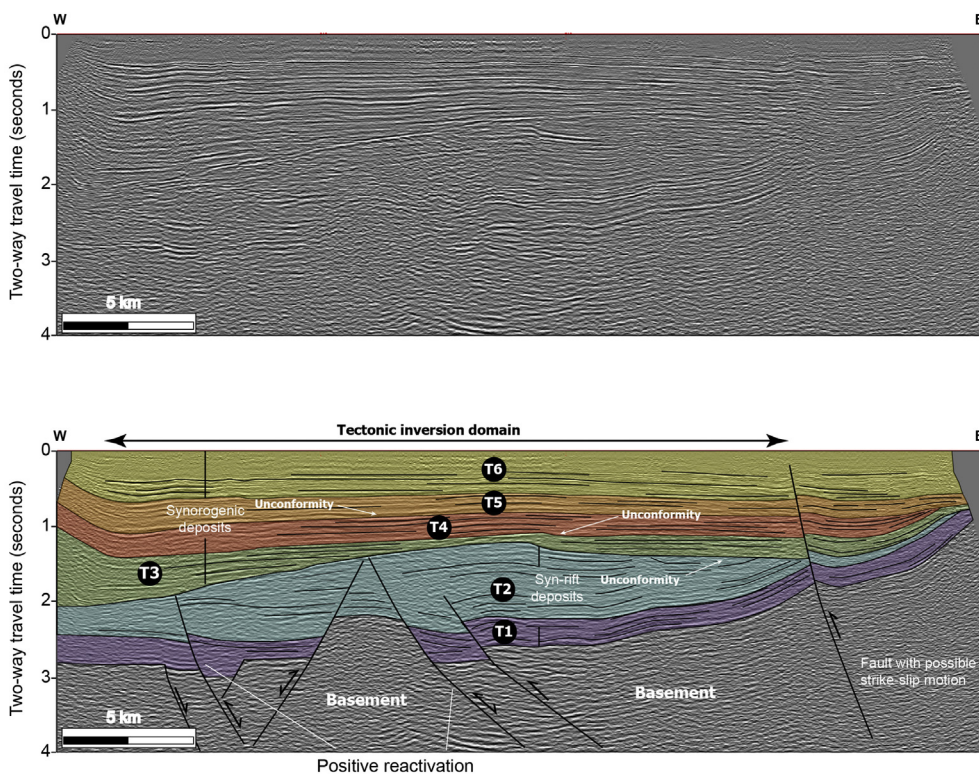 W
E
0
1
2
3
4
Two-way travel time (seconds)
5 km
Tectonic inversion domain
W
E
0
1
2
3
4
Two-way travel time (seconds)
T6
T5
Unconformity
Synorogenic
deposits
T4
Unconformity
T3
Syn-rift
deposits
Unconformity
T2
T1
Basement
Basement
Fault with possible
strike-slip motion
5 km
Positive reactivation